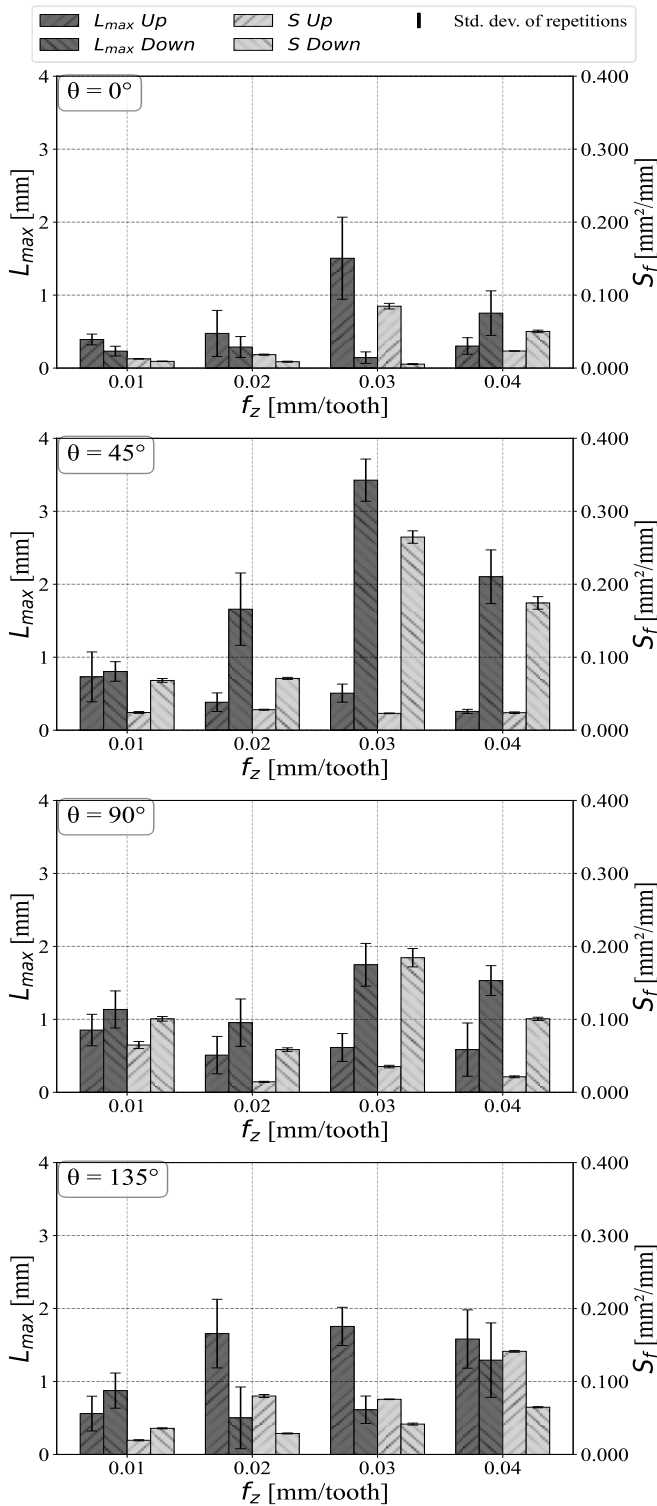 L_max Up S Up Std. dev. of repetitions
L_max Down S Down
θ = 0°
4 0.400
3 0.300
2 0.200
1 0.100
0 0.000
L_max [mm]
S_f [mm²/mm]
0.01 0.02 0.03 0.04
f_z [mm/tooth]
θ = 45°
4 0.400
3 0.300
2 0.200
1 0.100
0 0.000
L_max [mm]
S_f [mm²/mm]
0.01 0.02 0.03 0.04
f_z [mm/tooth]
θ = 90°
4 0.400
3 0.300
2 0.200
1 0.100
0 0.000
L_max [mm]
S_f [mm²/mm]
0.01 0.02 0.03 0.04
f_z [mm/tooth]
θ = 135°
4 0.400
3 0.300
2 0.200
1 0.100
0 0.000
L_max [mm]
S_f [mm²/mm]
0.01 0.02 0.03 0.04
f_z [mm/tooth]